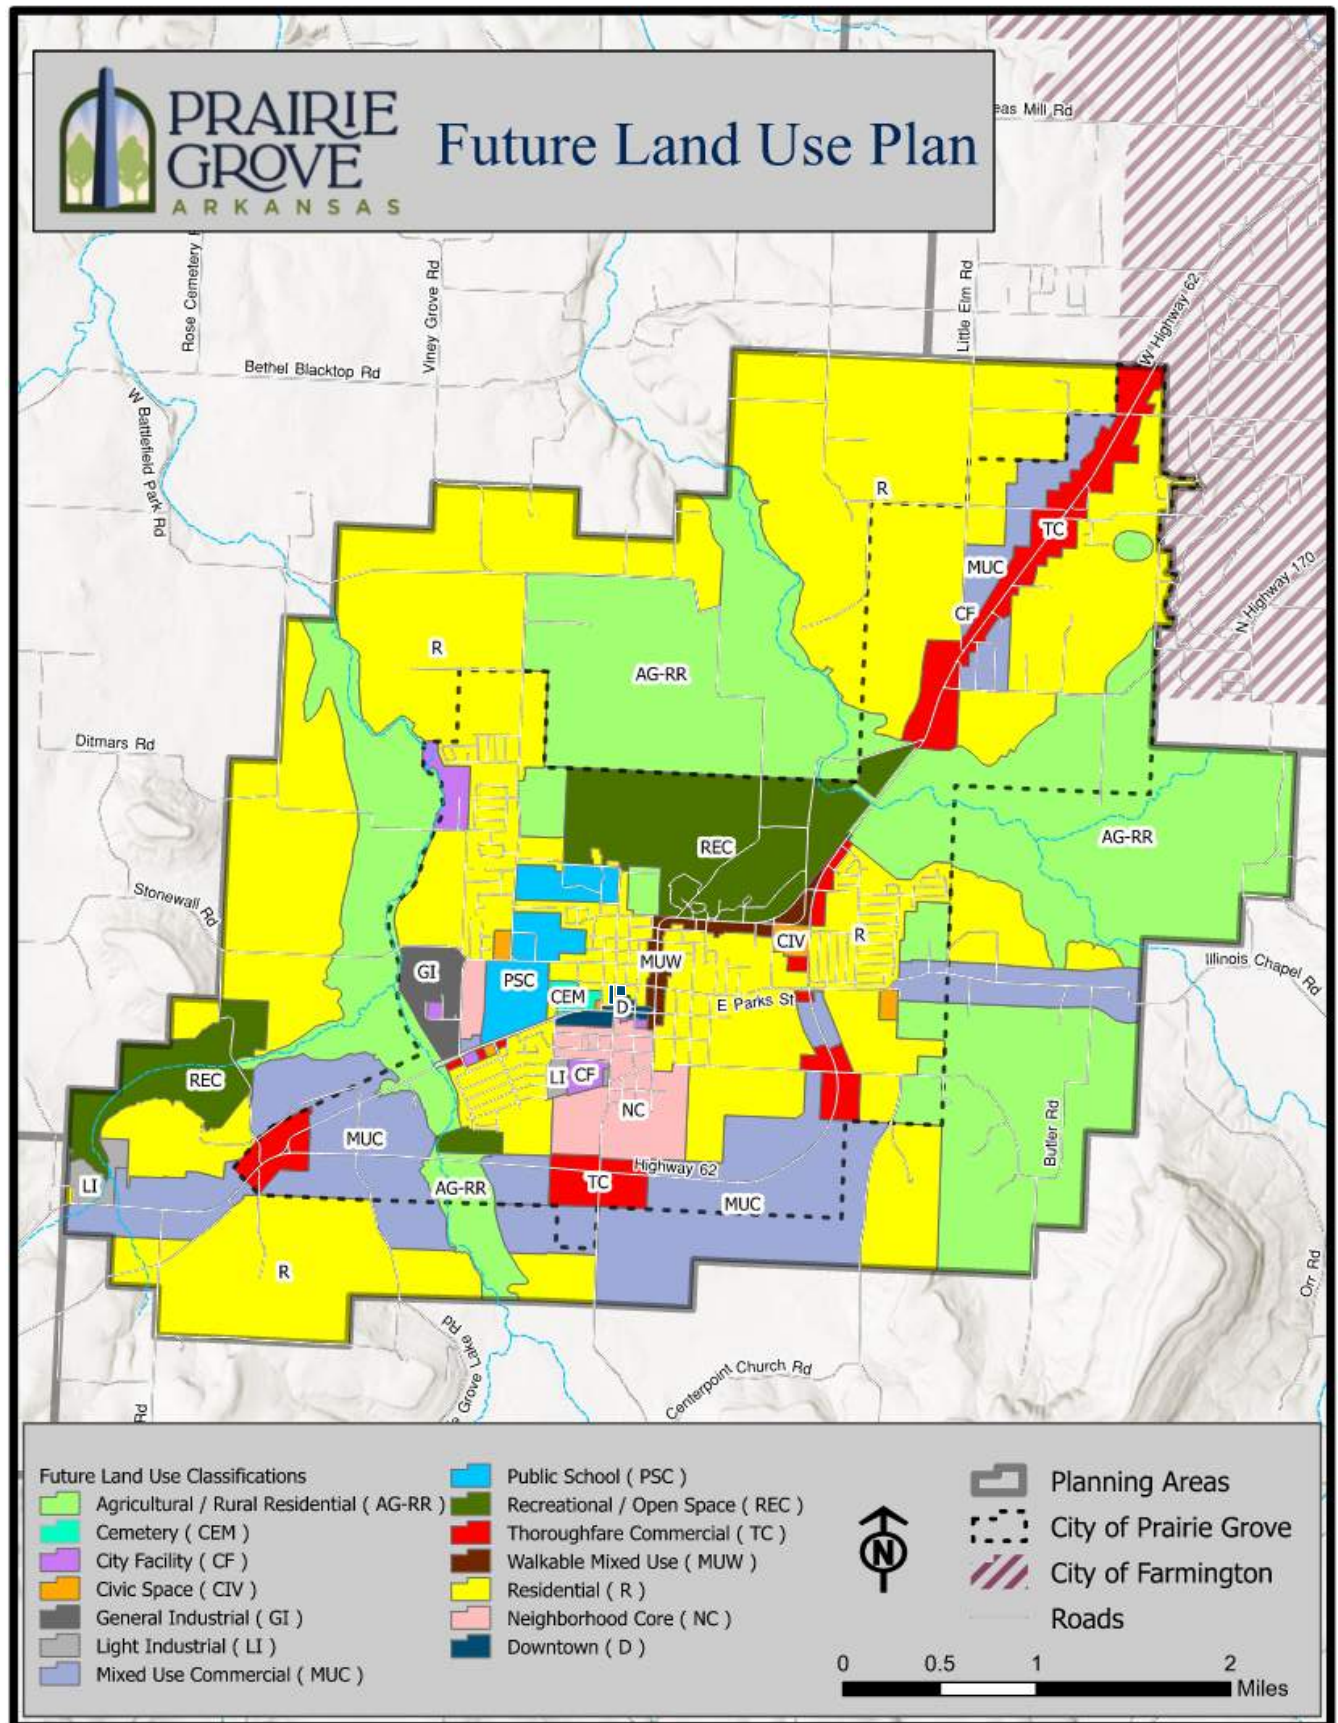 PRAIRIE
GROVE
ARKANSAS
Future Land Use Plan
eas Mill Rd
Rose Cemetery
Viney Grove Rd
Little Elm Rd
W Highway 62
Bethel Blacktop Rd
W Battlefield Park Rd
R
TC
MUC
CF
N Highway 170
R
AG-RR
Ditmars Rd
AG-RR
REC
Stonewall Rd
CIV
R
MUW
GI
PSC
CEM
D
E Parks St
Illinois Chapel Rd
REC
LI
CF
NC
MUC
Butler Rd
Highway 62
LI
AG-RR
TC
MUC
R
Orr Rd
e Grove Lake Rd
Centerpoint Church Rd
Rd
Future Land Use Classifications
Agricultural / Rural Residential ( AG-RR )
Cemetery ( CEM )
City Facility ( CF )
Civic Space ( CIV )
General Industrial ( GI )
Light Industrial ( LI )
Mixed Use Commercial ( MUC )
Public School ( PSC )
Recreational / Open Space ( REC )
Thoroughfare Commercial ( TC )
Walkable Mixed Use ( MUW )
Residential ( R )
Neighborhood Core ( NC )
Downtown ( D )
N
Planning Areas
City of Prairie Grove
City of Farmington
Roads
0 0.5 1 2
Miles